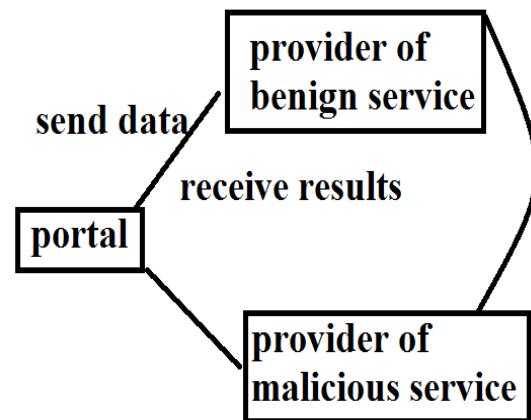 provider of
benign service
send data
receive results
portal
provider of
malicious service